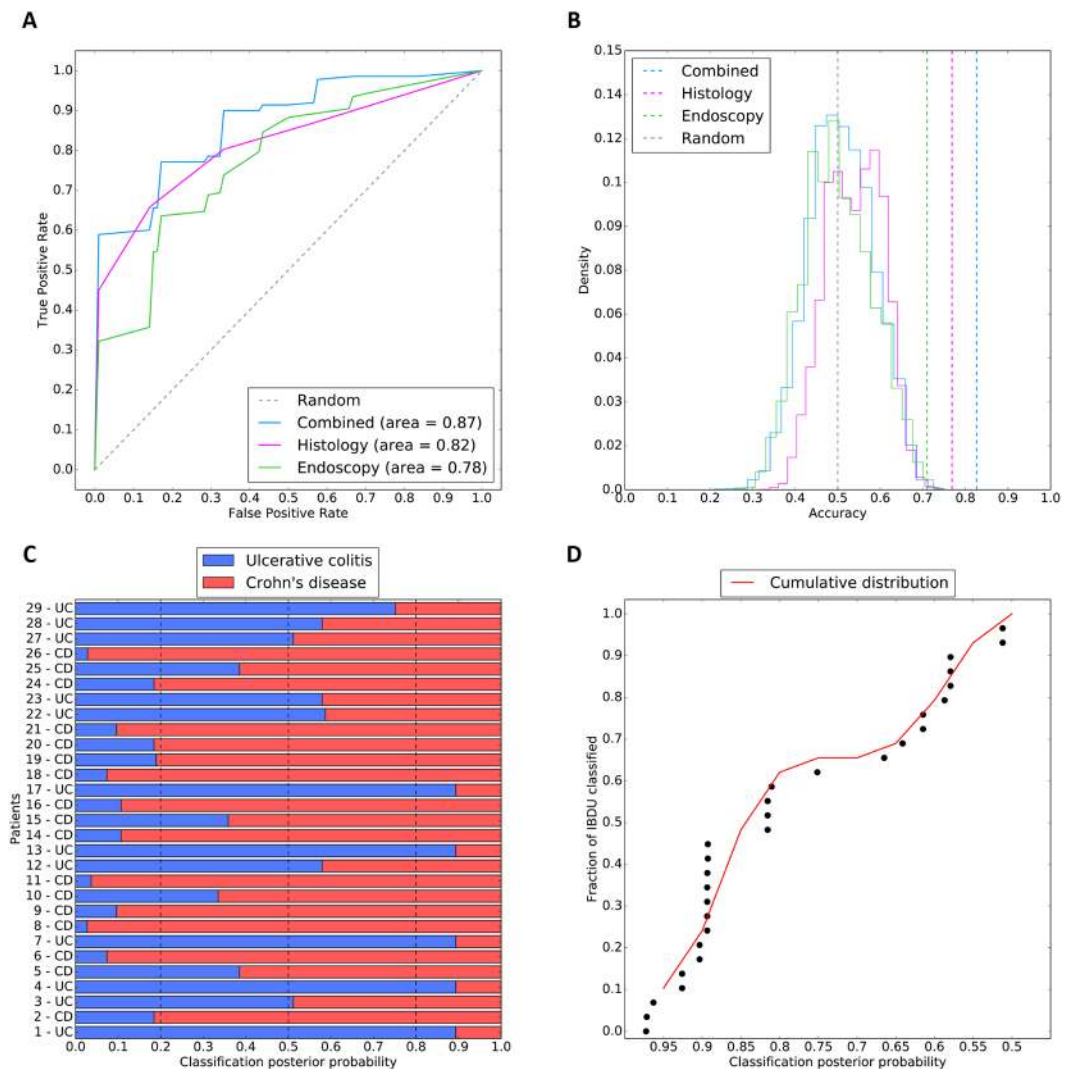 A
1.0
0.9
0.8
0.7
0.6
0.5
0.4
0.3
0.2
0.1
0.0
True Positive Rate
Random
Combined (area = 0.87)
Histology (area = 0.82)
Endoscopy (area = 0.78)
0.0 0.1 0.2 0.3 0.4 0.5 0.6 0.7 0.8 0.9 1.0
False Positive Rate
B
0.15
0.14
0.12
0.10
0.09
0.08
0.06
0.04
0.03
0.02
0.0
Density
Combined
Histology
Endoscopy
Random
0.0 0.1 0.2 0.3 0.4 0.5 0.6 0.7 0.8 0.9 1.0
Accuracy
C
Ulcerative colitis
Crohn's disease
29 - UC
28 - UC
27 - UC
26 - CD
25 - CD
24 - CD
23 - UC
22 - UC
21 - CD
20 - CD
19 - CD
18 - CD
17 - UC
16 - CD
15 - CD
14 - CD
13 - UC
12 - UC
11 - CD
10 - CD
9 - CD
8 - CD
7 - UC
6 - CD
5 - CD
4 - UC
3 - UC
2 - CD
1 - UC
Patients
0.0 0.1 0.2 0.3 0.4 0.5 0.6 0.7 0.8 0.9 1.0
Classification posterior probability
D
Cumulative distribution
1.0
0.9
0.8
0.7
0.6
0.5
0.4
0.3
0.2
0.1
0.0
Fraction of IBDU classified
0.95 0.9 0.85 0.8 0.75 0.7 0.65 0.6 0.55 0.5
Classification posterior probability